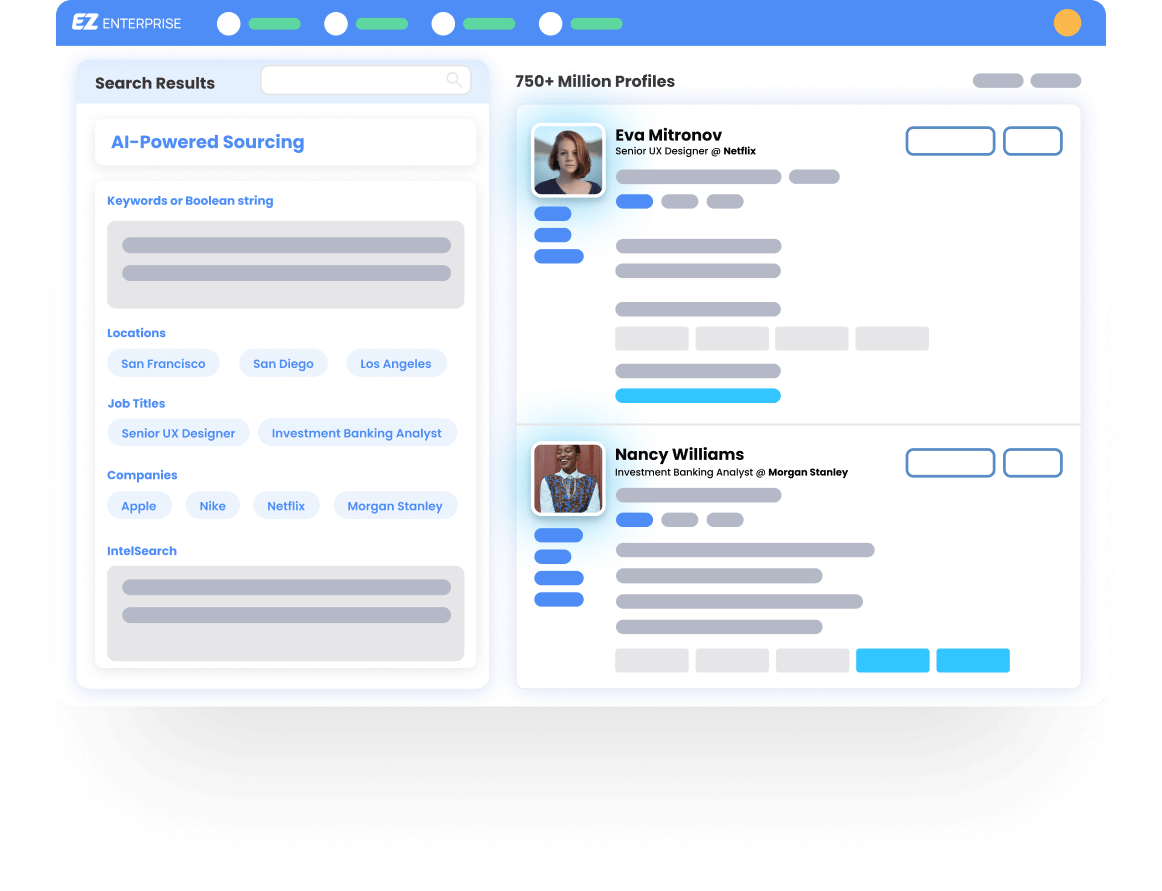 EZ ENTERPRISE
Search Results
AI-Powered Sourcing
Keywords or Boolean string
Locations
San Francisco San Diego Los Angeles
Job Titles
Senior UX Designer Investment Banking Analyst
Companies
Apple Nike Netflix Morgan Stanley
IntelSearch
750+ Million Profiles
Eva Mitronov
Senior UX Designer @ Netflix
Nancy Williams
Investment Banking Analyst @ Morgan Stanley